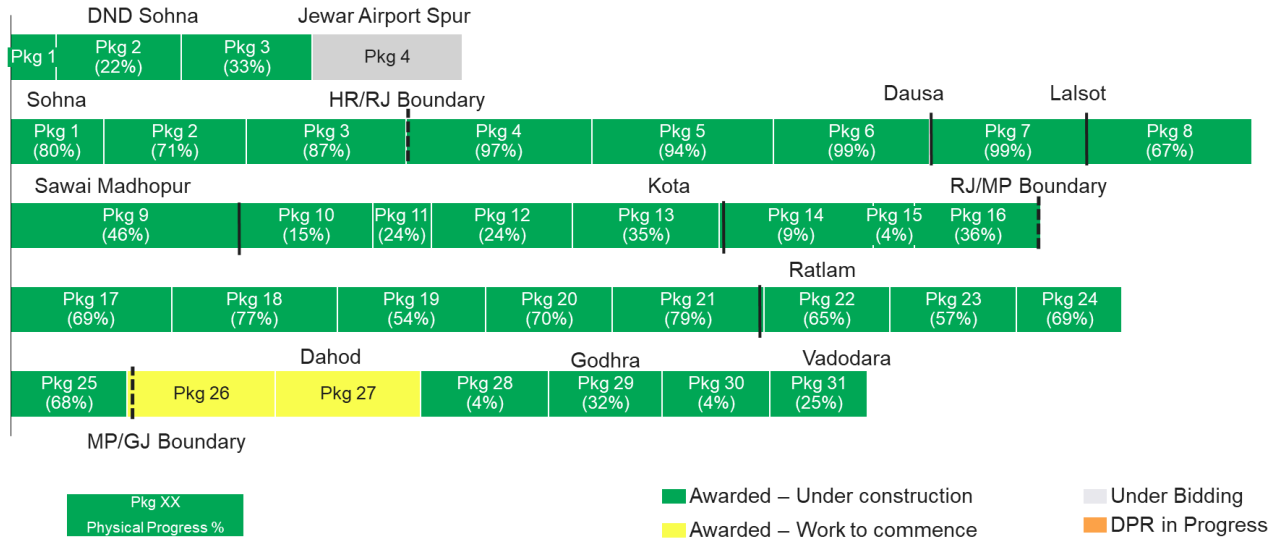 DND Sohna Jewar Airport Spur
Pkg 1 Pkg 2 Pkg 3 Pkg 4
(22%) (33%)
Sohna HR/RJ Boundary Dausa Lalsot
Pkg 1 Pkg 2 Pkg 3 Pkg 4 Pkg 5 Pkg 6 Pkg 7 Pkg 8
(80%) (71%) (87%) (97%) (94%) (99%) (99%) (67%)
Sawai Madhopur Kota RJ/MP Boundary
Pkg 9 Pkg 10 Pkg 11 Pkg 12 Pkg 13 Pkg 14 Pkg 15 Pkg 16
(46%) (15%) (24%) (24%) (35%) (9%) (4%) (36%)
Ratlam
Pkg 17 Pkg 18 Pkg 19 Pkg 20 Pkg 21 Pkg 22 Pkg 23 Pkg 24
(69%) (77%) (54%) (70%) (79%) (65%) (57%) (69%)
Dahod Godhra Vadodara
Pkg 25 Pkg 26 Pkg 27 Pkg 28 Pkg 29 Pkg 30 Pkg 31
(68%) (4%) (32%) (4%) (25%)
MP/GJ Boundary
Pkg XX
Physical Progress %
Awarded – Under construction Under Bidding
Awarded – Work to commence DPR in Progress